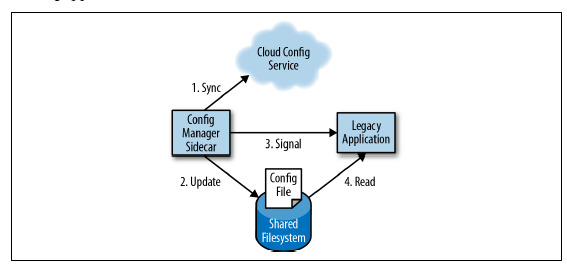 Cloud Config
Service
1. Sync
Config
Manager
Sidecar
3. Signal
Legacy
Application
2. Update
Config
File
4. Read
Shared
Filesystem